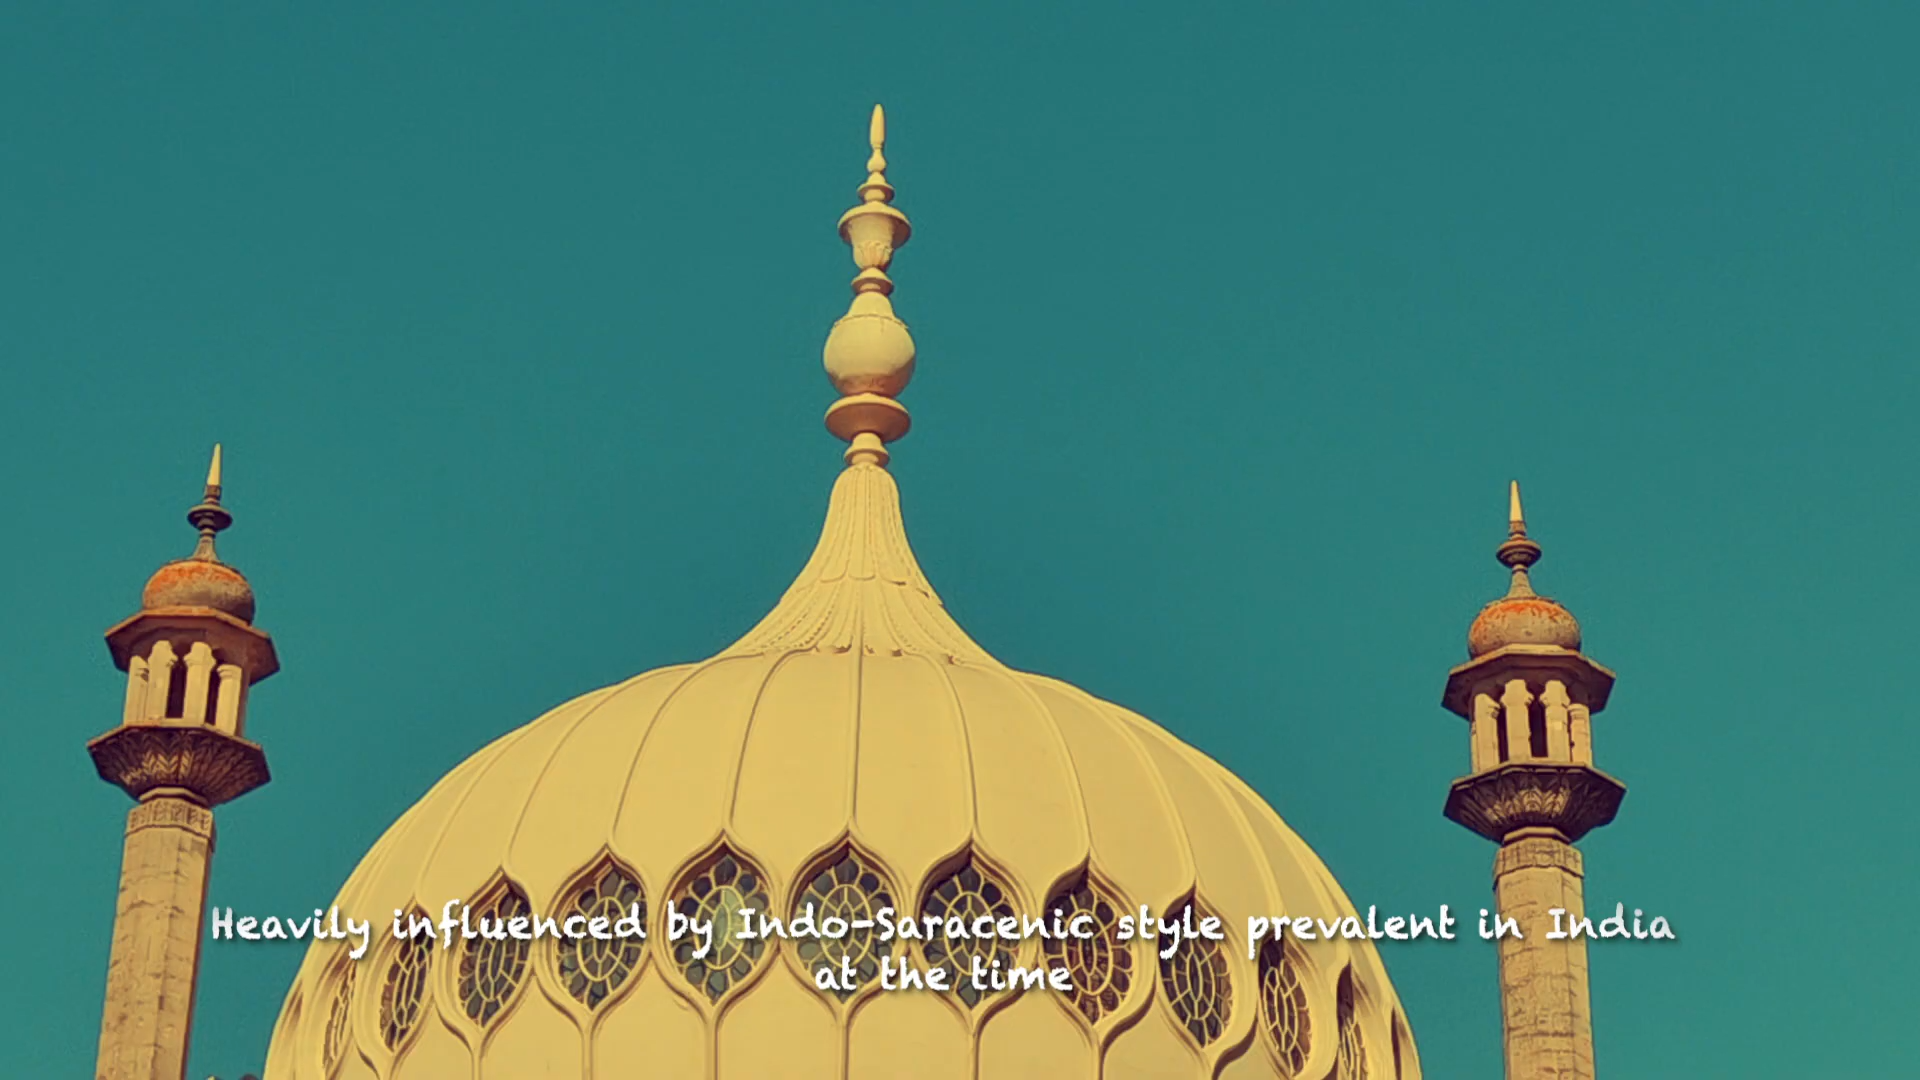 Heavily influenced by Indo-Saracenic style prevalent in India
at the time